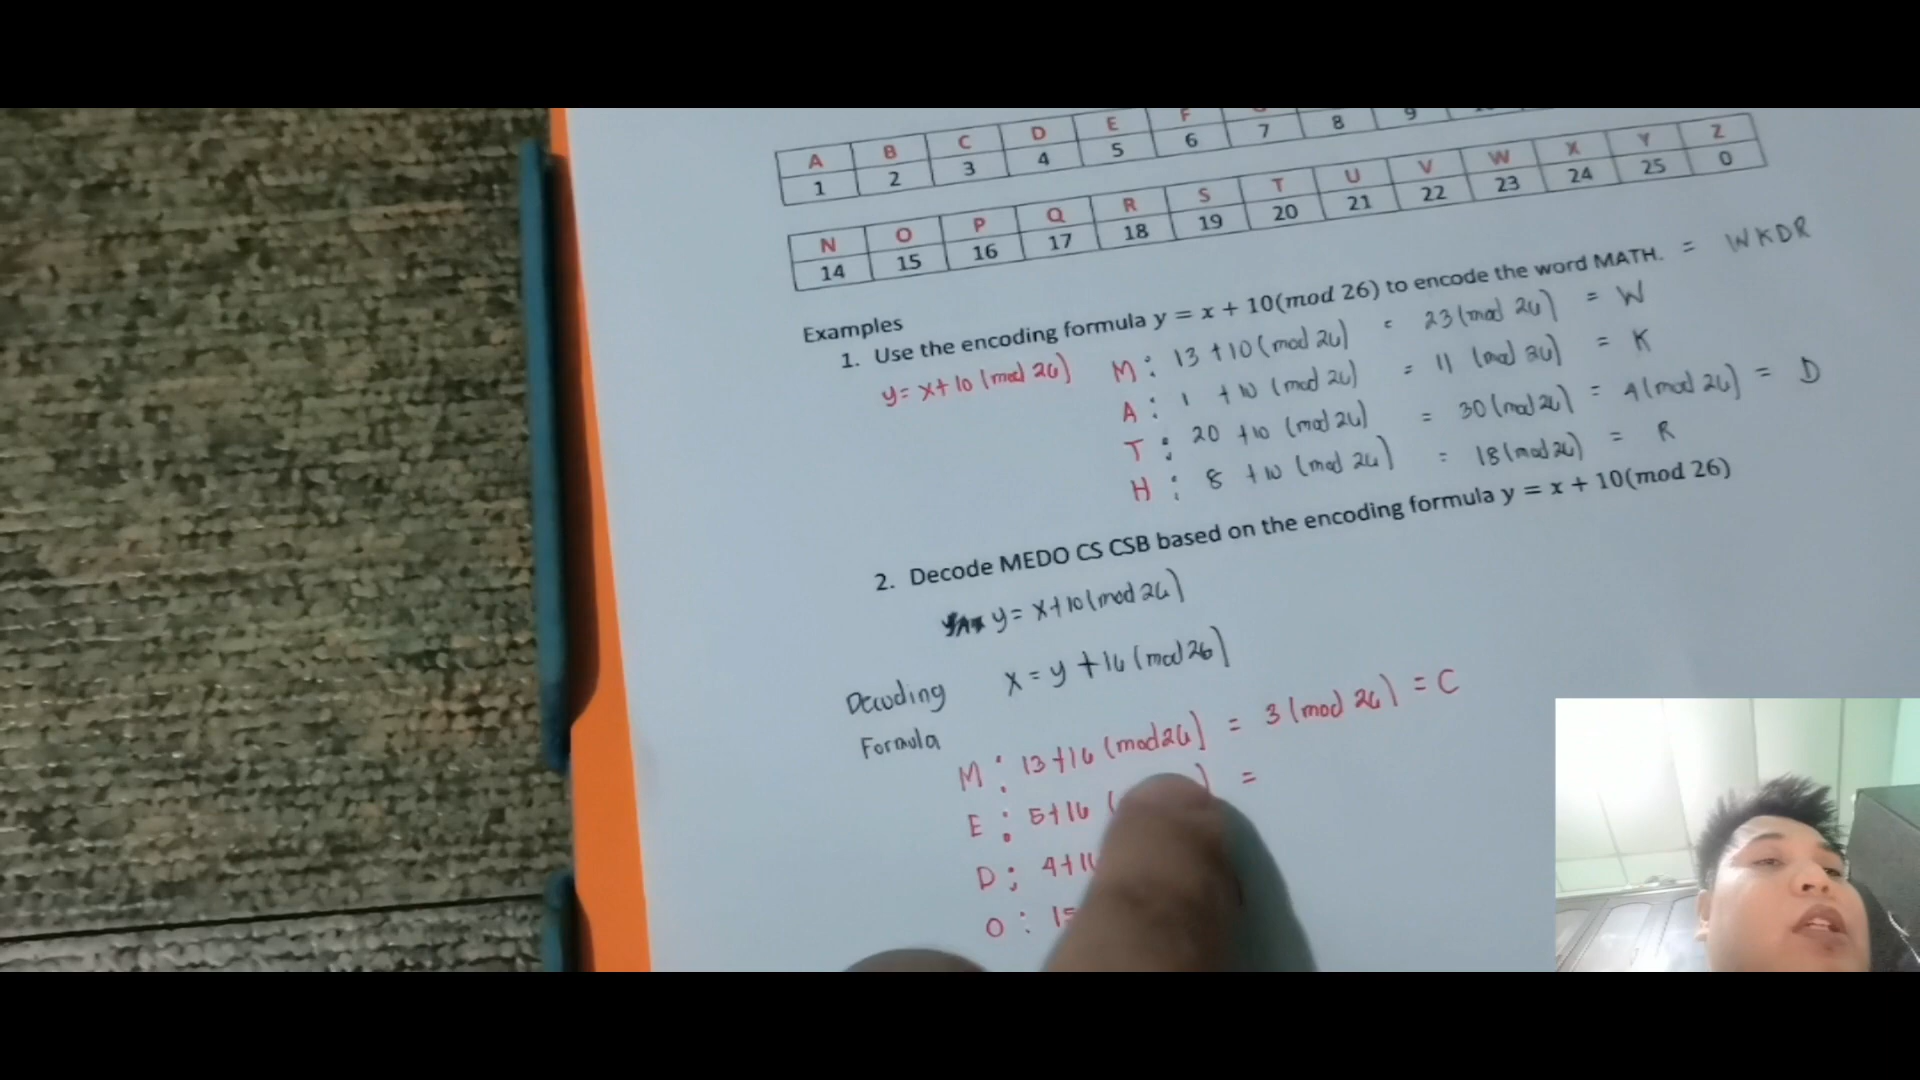 A B C D E F
1 2 3 4 5 6 7 8 9
N O P Q R S T U V W X Y Z
14 15 16 17 18 19 20 21 22 23 24 25 0
Examples
1. Use the encoding formula y = x + 10(mod 26) to encode the word MATH. = WKDR
y = x + 10 (mod 26) M : 13 + 10 (mod 26) = 23 (mod 26) = W
A : 1 + 10 (mod 26) = 11 (mod 26) = K
T : 20 + 10 (mod 26) = 30 (mod 26) = 4 (mod 26) = D
H : 8 + 10 (mod 26) = 18 (mod 26) = R
2. Decode MEDO CS CSB based on the encoding formula y = x + 10(mod 26)
y = x + 10 (mod 26)
Decoding x = y + 16 (mod 26)
Formula
M : 13 + 16 (mod 26) = 3 (mod 26) = C
E : 5 + 16 ( ) =
D : 4 + 1
O : 1